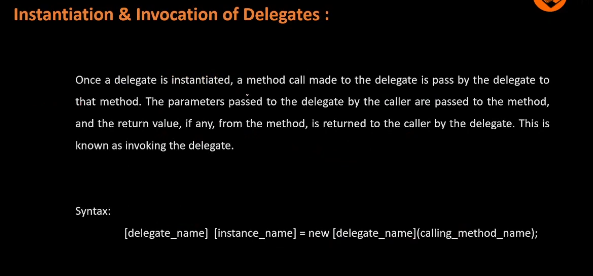 Instantiation & Invocation of Delegates :
Once a delegate is instantiated, a method call made to the delegate is pass by the delegate to
that method. The parameters passed to the delegate by the caller are passed to the method,
and the return value, if any, from the method, is returned to the caller by the delegate. This is
known as invoking the delegate.
Syntax:
[delegate_name]  [instance_name] = new [delegate_name](calling_method_name);